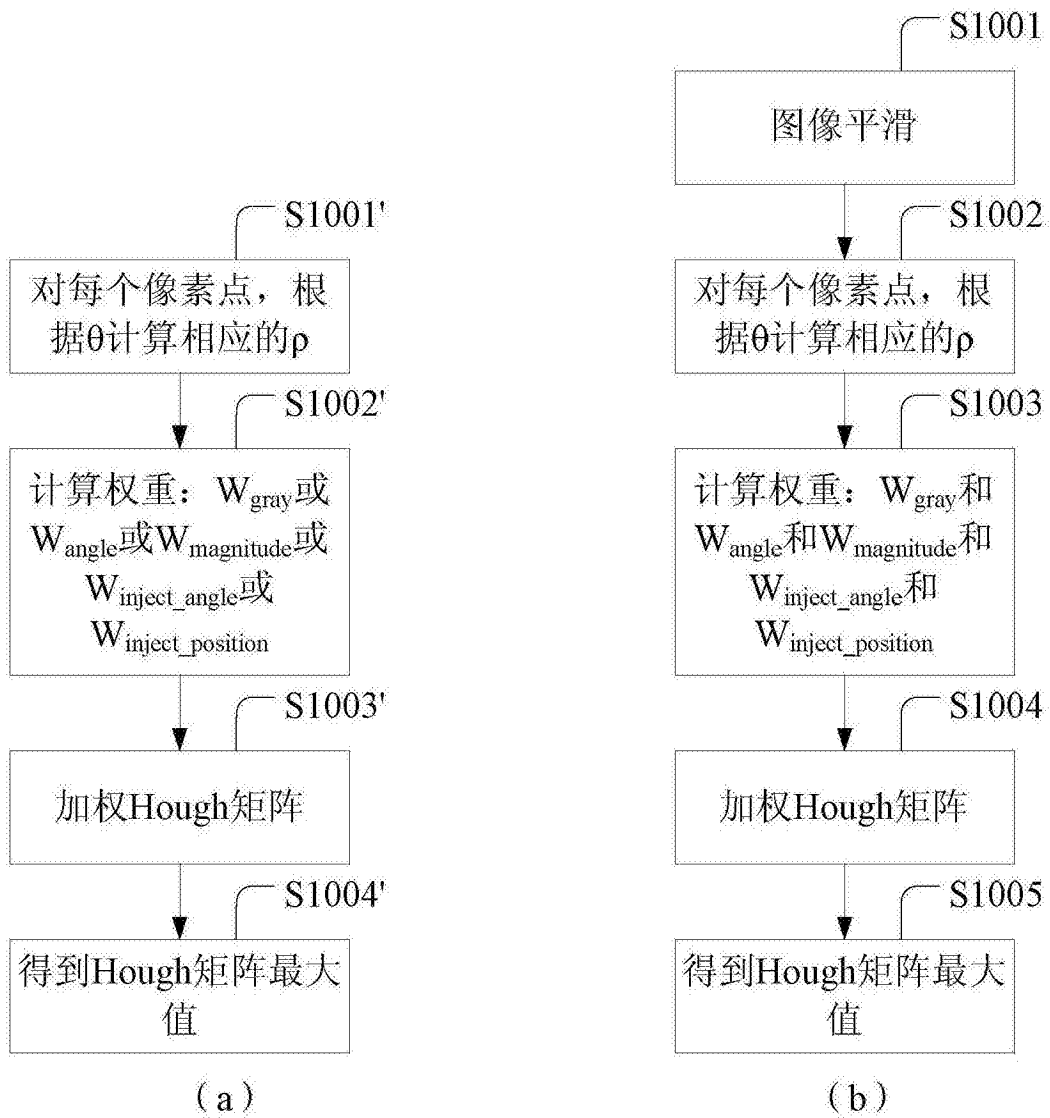 S1001'
对每个像素点，根
据θ计算相应的ρ
S1002'
计算权重：Wgray或
Wangle或Wmagnitude或
Winject_angle或
Winject_position
S1003'
加权Hough矩阵
S1004'
得到Hough矩阵最大
值
（a）
S1001
图像平滑
S1002
对每个像素点，根
据θ计算相应的ρ
S1003
计算权重：Wgray和
Wangle和Wmagnitude和
Winject_angle和
Winject_position
S1004
加权Hough矩阵
S1005
得到Hough矩阵最大
值
（b）